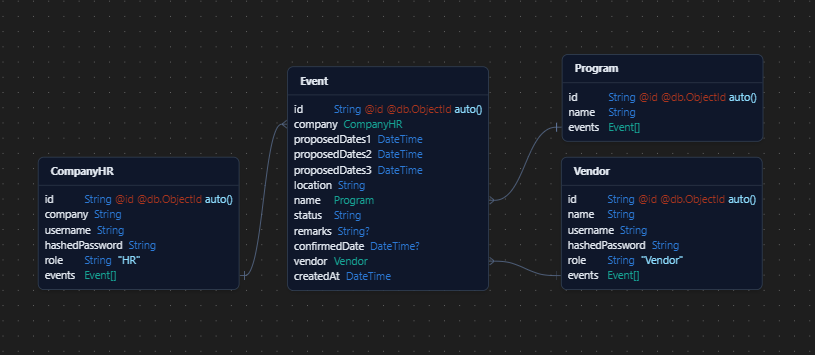 CompanyHR
id String @id @db.ObjectId auto()
company String
username String
hashedPassword String
role String "HR"
events Event[]
Event
id String @id @db.ObjectId auto()
company CompanyHR
proposedDates1 DateTime
proposedDates2 DateTime
proposedDates3 DateTime
location String
name Program
status String
remarks String?
confirmedDate DateTime?
vendor Vendor
createdAt DateTime
Program
id String @id @db.ObjectId auto()
name String
events Event[]
Vendor
id String @id @db.ObjectId auto()
name String
username String
hashedPassword String
role String "Vendor"
events Event[]